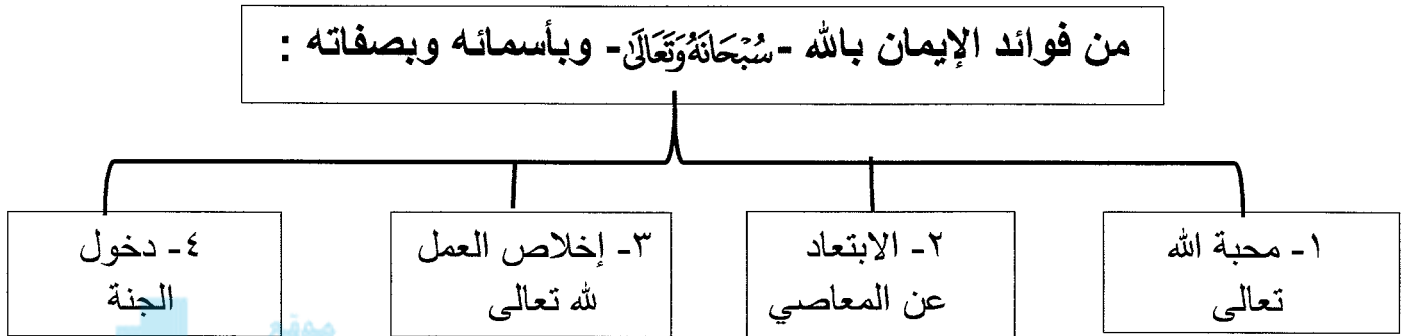 من فوائد الإيمان بالله -سُبْحَانَهُ وَتَعَالَىٰ- وبأسمائه وبصفاته :
١- محبة الله
تعالى
٢- الابتعاد
عن المعاصي
٣- إخلاص العمل
لله تعالى
٤- دخول
الجنة
موقع